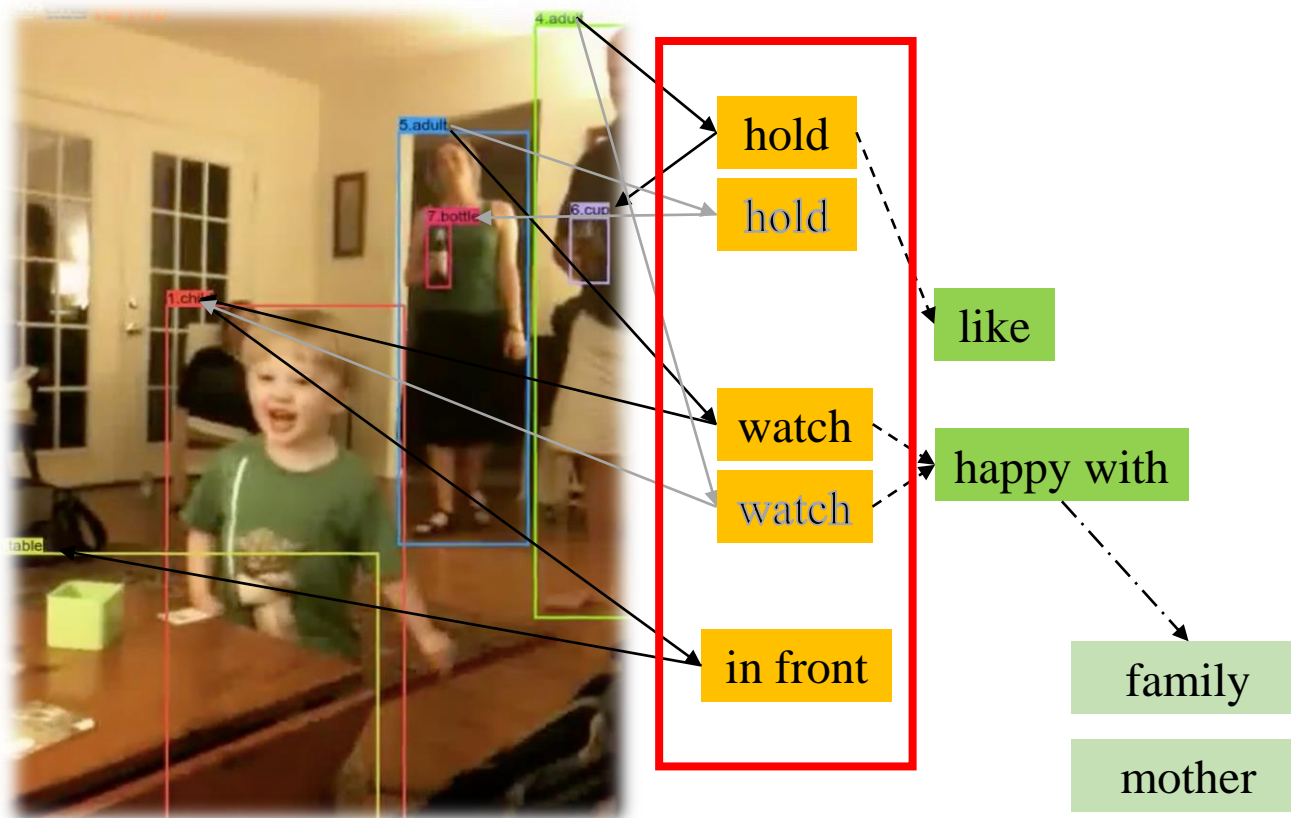 4.adult
hold
5.adult
hold
6.cup
7.bottle
1.child
like
watch
happy with
watch
table
in front
family
mother